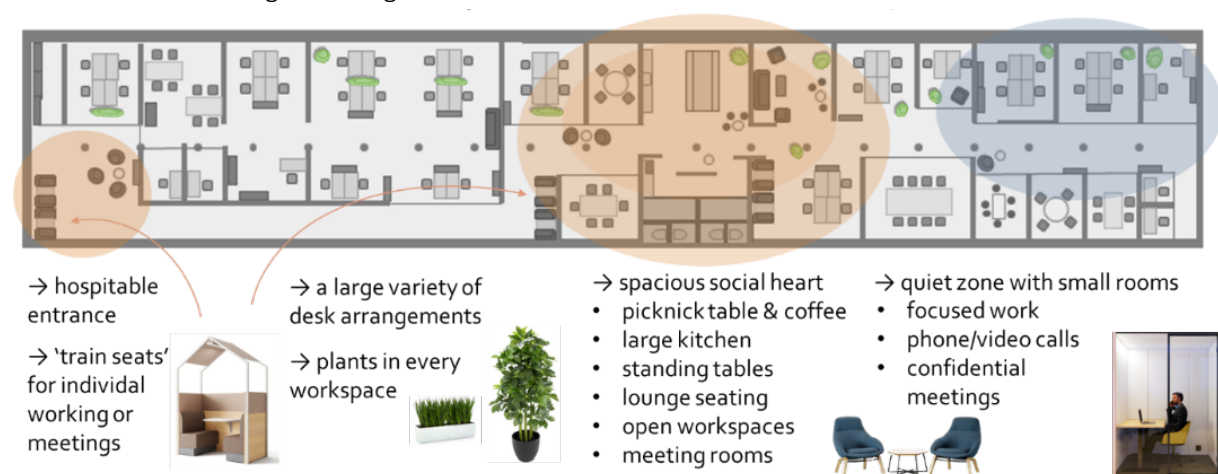 → hospitable
entrance
→ ‘train seats’
for individal
working or
meetings
→ a large variety of
desk arrangements
→ plants in every
workspace
→ spacious social heart
• picknick table & coffee
• large kitchen
• standing tables
• lounge seating
• open workspaces
• meeting rooms
→ quiet zone with small rooms
• focused work
• phone/video calls
• confidential
meetings